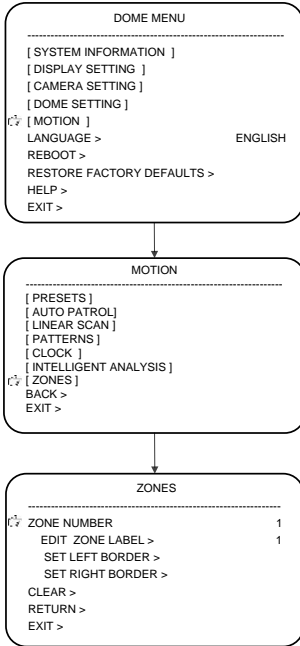 DOME MENU
[ SYSTEM INFORMATION ]
[ DISPLAY SETTING ]
[ CAMERA SETTING ]
[ DOME SETTING ]
[ MOTION ]
LANGUAGE > ENGLISH
REBOOT >
RESTORE FACTORY DEFAULTS >
HELP >
EXIT >
MOTION
[ PRESETS ]
[ AUTO PATROL]
[ LINEAR SCAN ]
[ PATTERNS ]
[ CLOCK ]
[ INTELLIGENT ANALYSIS ]
[ ZONES ]
BACK >
EXIT >
ZONES
ZONE NUMBER 1
EDIT ZONE LABEL > 1
SET LEFT BORDER >
SET RIGHT BORDER >
CLEAR >
RETURN >
EXIT >